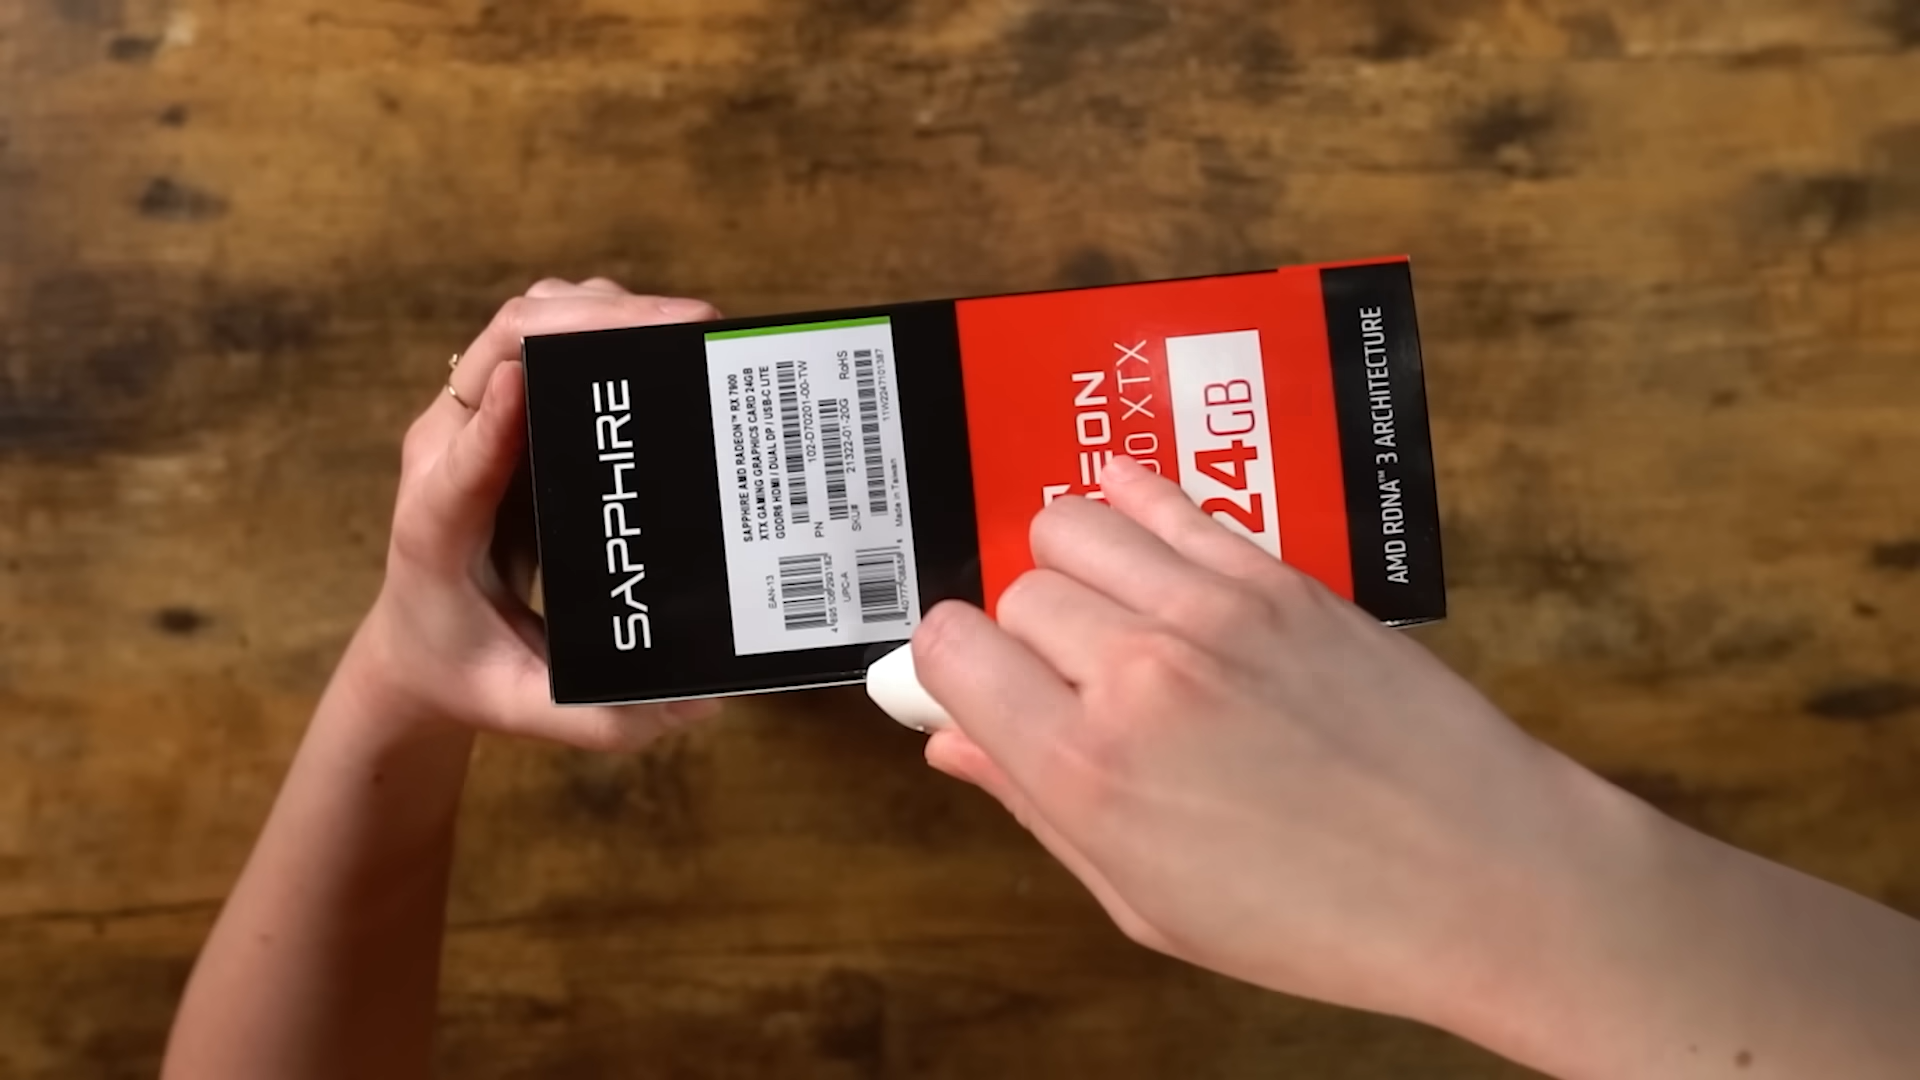 SAPPHIRE
SAPPHIRE AMD RADEON™ RX 7900
XTX GAMING GRAPHICS CARD 24GB
GDDR6 HDMI / DUAL DP / USB-C LITE
102-D70201-00-TW
PN
21322-01-20G
SKU#
RoHS
Made in Taiwan
EAN-13
UPC-A
XTX
24GB
AMD RDNA™ 3 ARCHITECTURE